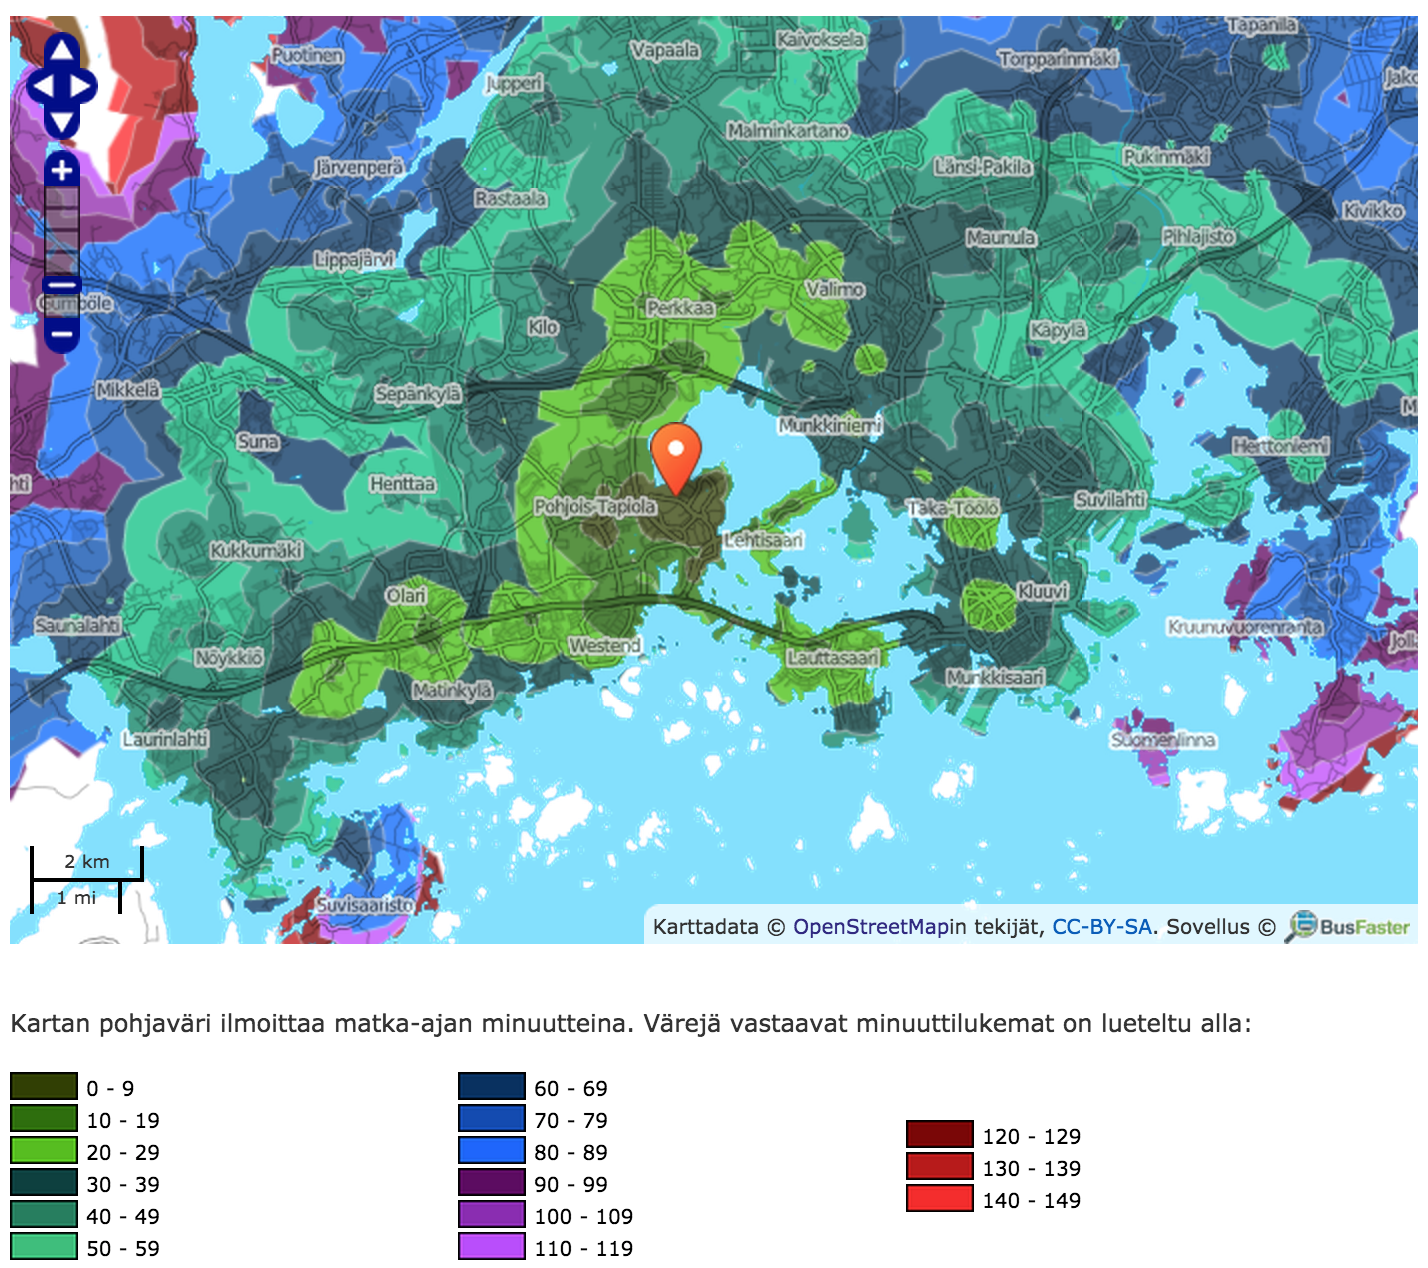 Tapanila
Kaivoksela
Vapaala
Puotinen
Torpparinmäki
Jupperi
Malminkartano
Pukinmäki
Länsi-Pakila
Järvenperä
Rastaala
Kivikko
Maunula
Pihlajisto
Lippajärvi
Välimo
Perkkaa
Kilo
Käpylä
Mikkelä
Sepänkylä
Munkkiniemi
Suna
Herttoniemi
Henttaa
hti
Pohjois-Tapiola
Taka-Töölö
Suvilahti
Lehtisaari
Kukkumäki
Olari
Kluuvi
Saunalahti
Kruunuvuorenranta
Westend
Nöykkiö
Lauttasaari
Jolla
Matinkylä
Munkkisaari
Laurinlahti
Suomenlinna
2 km
1 mi
Suvisaaristo
Karttadata © OpenStreetMapin tekijät, CC-BY-SA. Sovellus © BusFaster
Kartan pohjaväri ilmoittaa matka-ajan minuutteina. Värejä vastaavat minuuttilukemat on lueteltu alla:
0 - 9
10 - 19
20 - 29
30 - 39
40 - 49
50 - 59
60 - 69
70 - 79
80 - 89
90 - 99
100 - 109
110 - 119
120 - 129
130 - 139
140 - 149